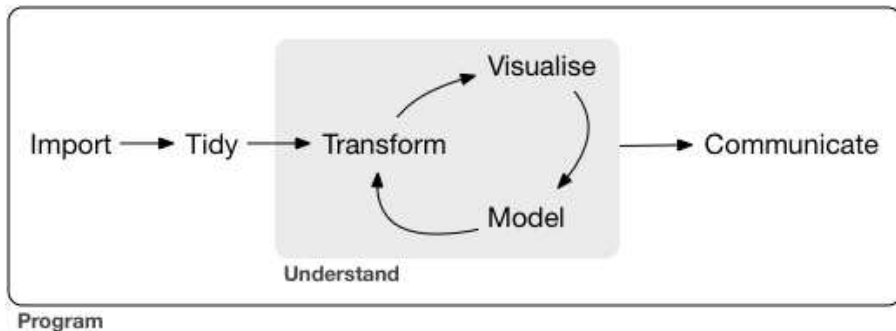 Visualise
Import
Tidy
Transform
Communicate
Model
Understand
Program